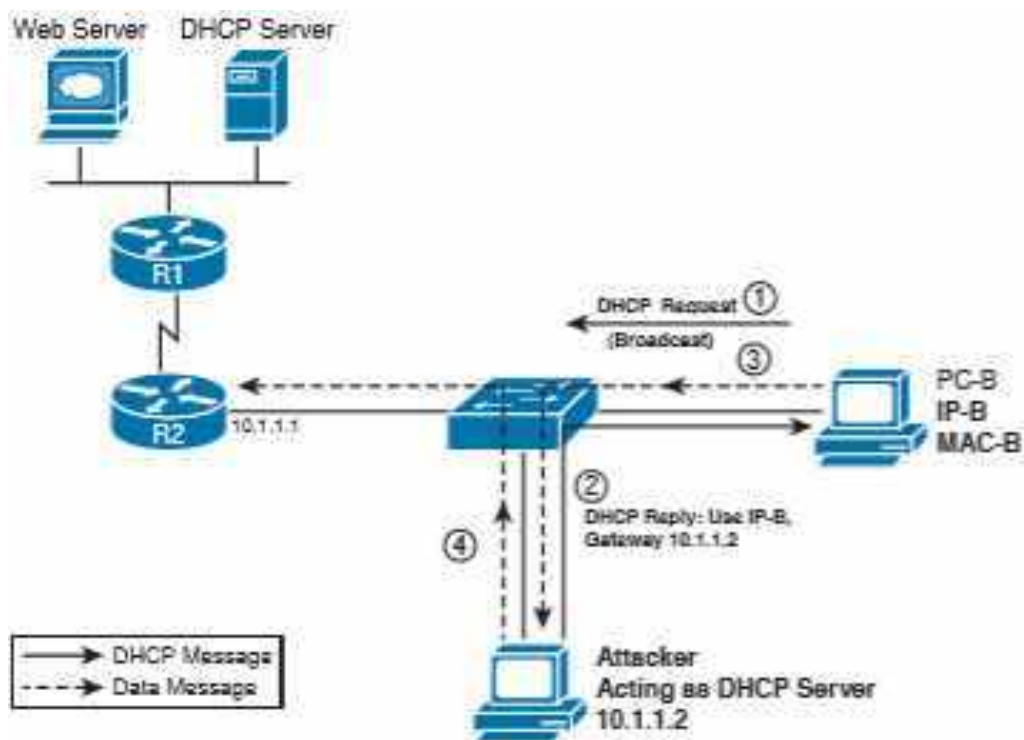 Web Server
DHCP Server
R1
DHCP Request ①
(Broadcast)
③
PC-B
IP-B
MAC-B
R2
10.1.1.1
②
DHCP Reply: Use IP-B,
Gateway 10.1.1.2
④
DHCP Message
Data Message
Attacker
Acting as DHCP Server
10.1.1.2